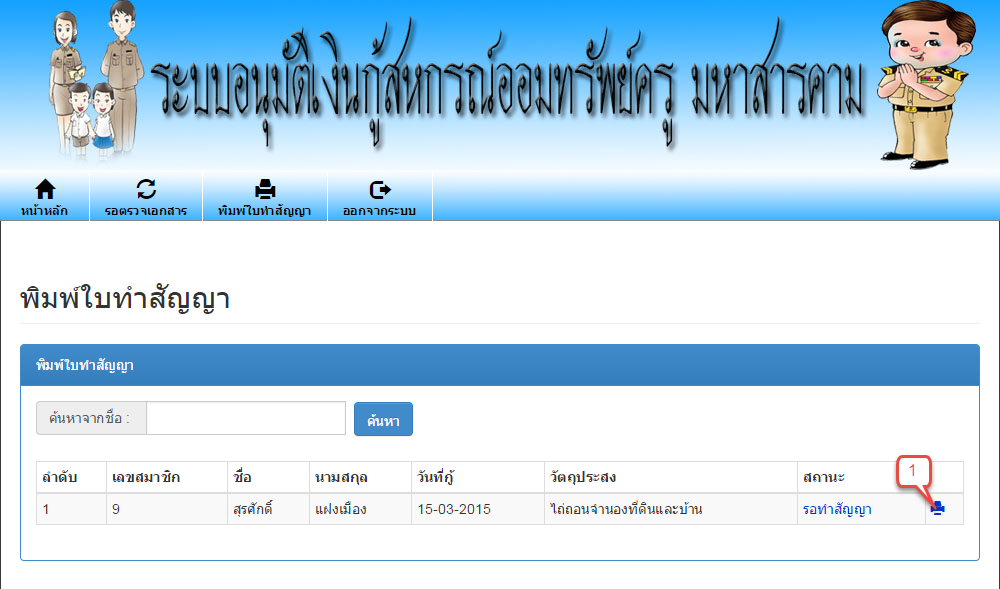 ระบบอนุมัติเงินกู้สหกรณ์ออมทรัพย์ครู มหาสารคาม
หน้าหลัก รอตรวจเอกสาร พิมพ์ใบทำสัญญา ออกจากระบบ
พิมพ์ใบทำสัญญา
พิมพ์ใบทำสัญญา
ค้นหาจากชื่อ : ค้นหา
ลำดับ เลขสมาชิก ชื่อ นามสกุล วันที่กู้ วัตถุประสง สถานะ 1
1 9 สุรศักดิ์ แฝงเมือง 15-03-2015 ไถ่ถอนจำนองที่ดินและบ้าน รอทำสัญญา